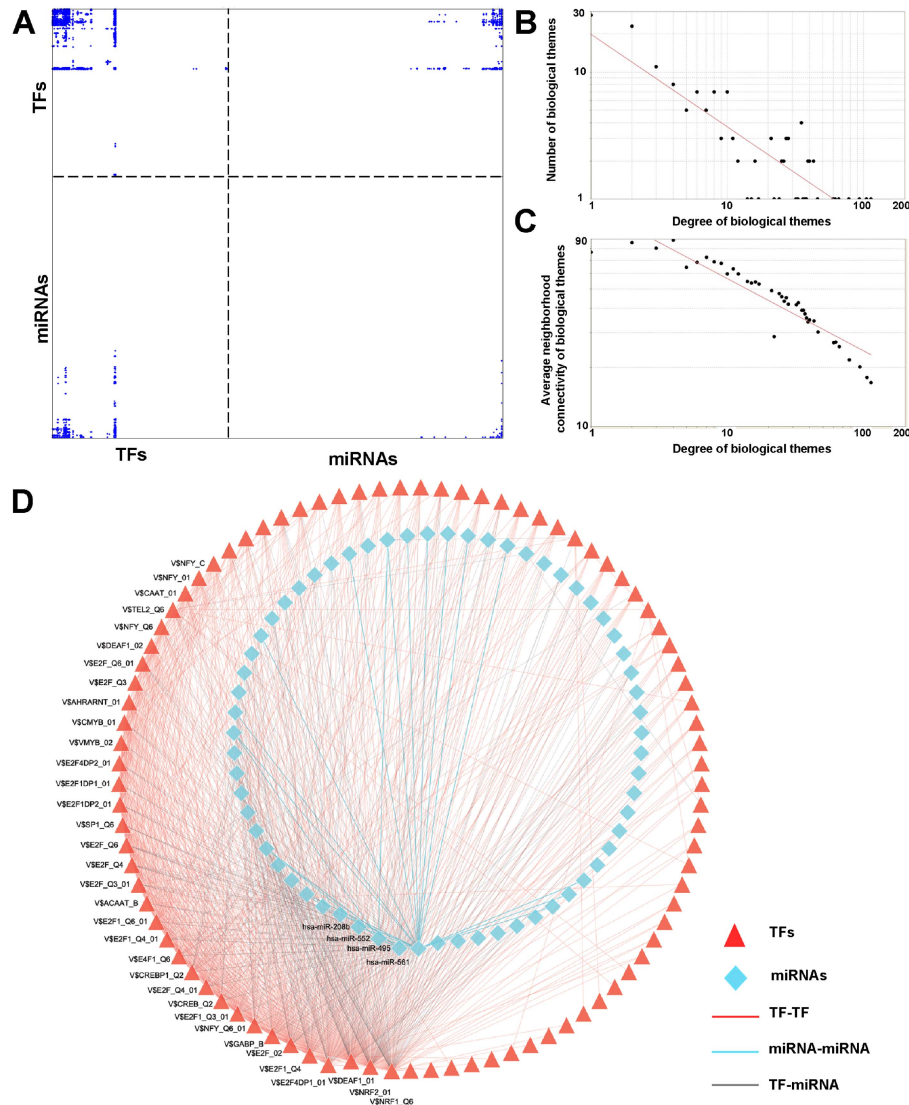 A
TFs
miRNAs
TFs
miRNAs
B
Number of biological themes
30
10
1
1
10
100
200
Degree of biological themes
C
Average neighborhood
connectivity of biological themes
90
10
1
10
100
200
Degree of biological themes
D
V$NFY_C
V$NFY_01
V$CAAT_01
V$TEL2_Q6
V$NFY_Q6
V$DEAF1_02
V$E2F_Q6_01
V$E2F_Q3
V$AHRARNT_01
V$CMYB_01
V$VMYB_02
V$E2F4DP2_01
V$E2F1DP1_01
V$E2F1DP2_01
V$SP1_Q6
V$E2F_Q6
V$E2F_Q4
V$E2F_Q3_01
V$ACAAT_B
V$E2F1_Q6_01
V$E2F1_Q4_01
V$E4F1_Q6
V$CREBP1_Q2
V$E2F_Q4_01
V$CREB_Q2
V$E2F1_Q3_01
V$NFY_Q6_01
V$GABP_B
V$E2F_02
V$E2F1_Q4
V$E2F4DP1_01
V$DEAF1_01
V$NRF2_01
V$NRF1_Q6
hsa-miR-208b
hsa-miR-552
hsa-miR-495
hsa-miR-561
TFs
miRNAs
TF-TF
miRNA-miRNA
TF-miRNA